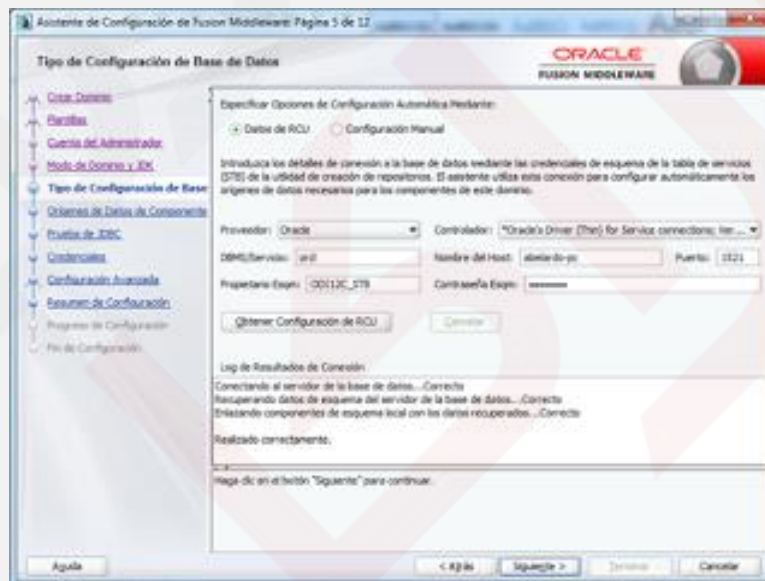 Asistente de Configuración de Fusion Middleware: Página 5 de 12
Tipo de Configuración de Base de Datos
ORACLE
FUSION MIDDLEWARE
Crear Dominio
Plantillas
Cuenta del Administrador
Modo de Dominio y JDK
Tipo de Configuración de Base
Orígenes de Datos de Componente
Prueba de JDBC
Credenciales
Configuración Avanzada
Resumen de Configuración
Progreso de Configuración
Fin de Configuración
Especificar Opciones de Configuración Automática Mediante:
Datos de RCU Configuración Manual
Introduzca los detalles de conexión a la base de datos mediante las credenciales de esquema de la tabla de servicios
(STB) de la utilidad de creación de repositorios. El asistente utiliza esta conexión para configurar automáticamente los
orígenes de datos necesarios para los componentes de este dominio.
Proveedor: Oracle Controlador: *Oracle's Driver (Thin) for Service connections; Ver...
DBMS/Servicio: orcl Nombre del Host: abelardo-pc Puerto: 1521
Propietario Esqm: ODI12C_STB Contraseña Esqm:
Obtener Configuración de RCU Cancelar
Log de Resultados de Conexión
Conectando al servidor de la base de datos...Correcto
Recuperando datos de esquema del servidor de la base de datos...Correcto
Enlazando componentes de esquema local con los datos recuperados...Correcto
Realizado correctamente.
Haga clic en el botón "Siguiente" para continuar.
Ayuda < Atrás Siguiente > Terminar Cancelar